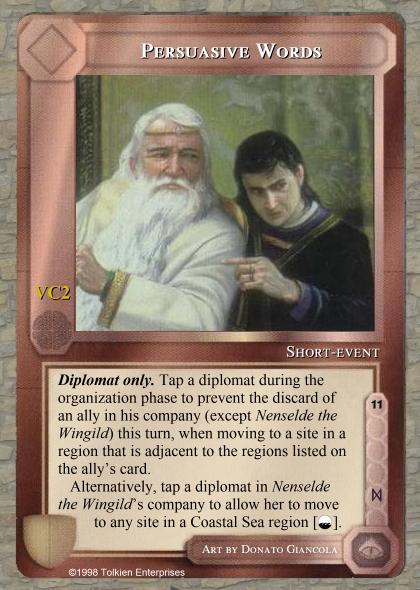 PERSUASIVE WORDS
VC2
SHORT-EVENT
Diplomat only. Tap a diplomat during the
organization phase to prevent the discard of
an ally in his company (except Nenselde the
Wingild) this turn, when moving to a site in a
region that is adjacent to the regions listed on
the ally's card.
Alternatively, tap a diplomat in Nenselde
the Wingild's company to allow her to move
to any site in a Coastal Sea region [ ].
11
ART BY DONATO GIANCOLA
©1998 Tolkien Enterprises